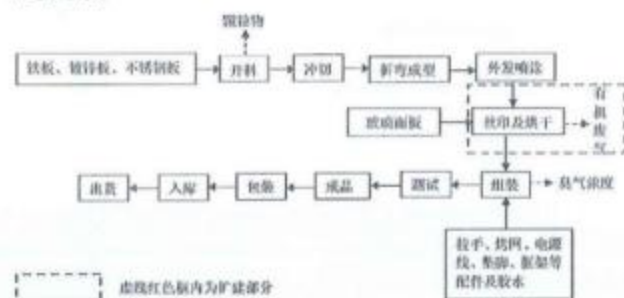 颗粒物
铁板、镀锌板、不锈钢板
开料
冲切
折弯成型
外发喷涂
玻璃面板
丝印及烘干
有机废气
出货
入库
包装
成品
测试
组装
臭气浓度
拉手、烤网、电源
线、垫脚、框架等
配件及胶水
虚线红色框内为扩建部分